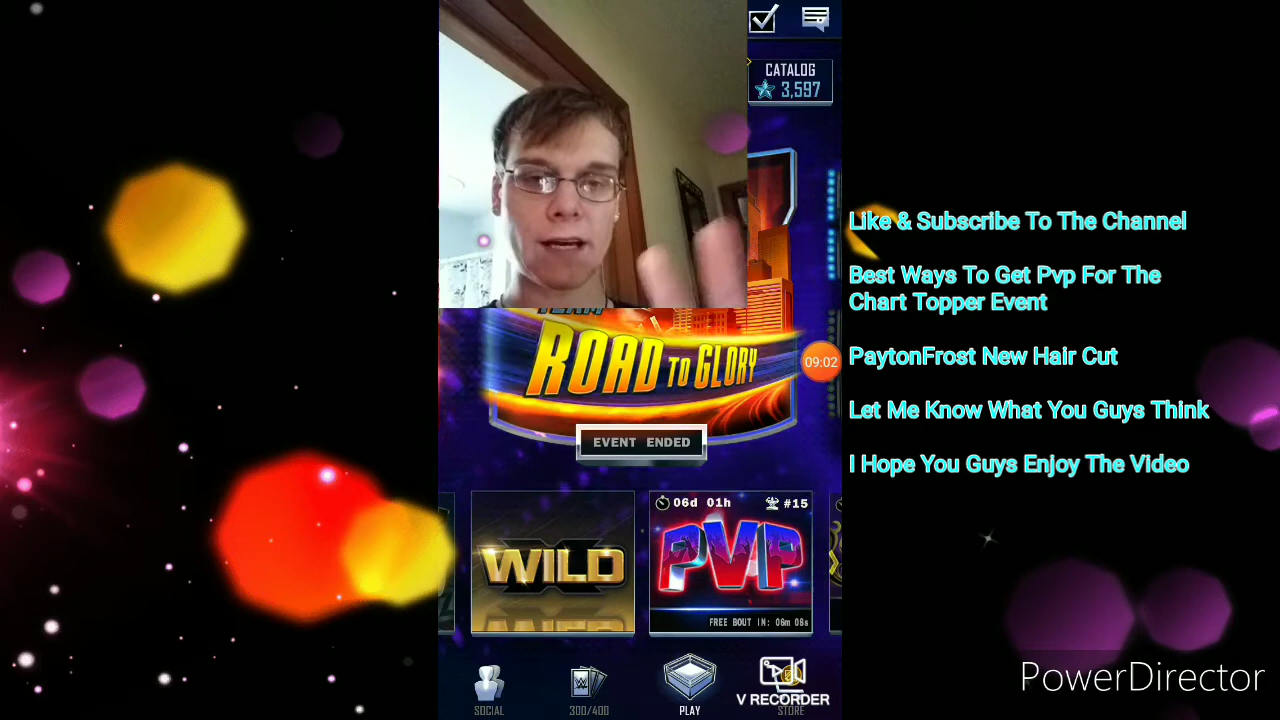 CATALOG
3,597
ROAD TO GLORY
09:02
EVENT ENDED
WILD
06d 01h #15
PVP
FREE BOUT IN: 06m 06s
SOCIAL
300/400
PLAY
STORE
V RECORDER
Like & Subscribe To The Channel
Best Ways To Get Pvp For The
Chart Topper Event
PaytonFrost New Hair Cut
Let Me Know What You Guys Think
I Hope You Guys Enjoy The Video
PowerDirector